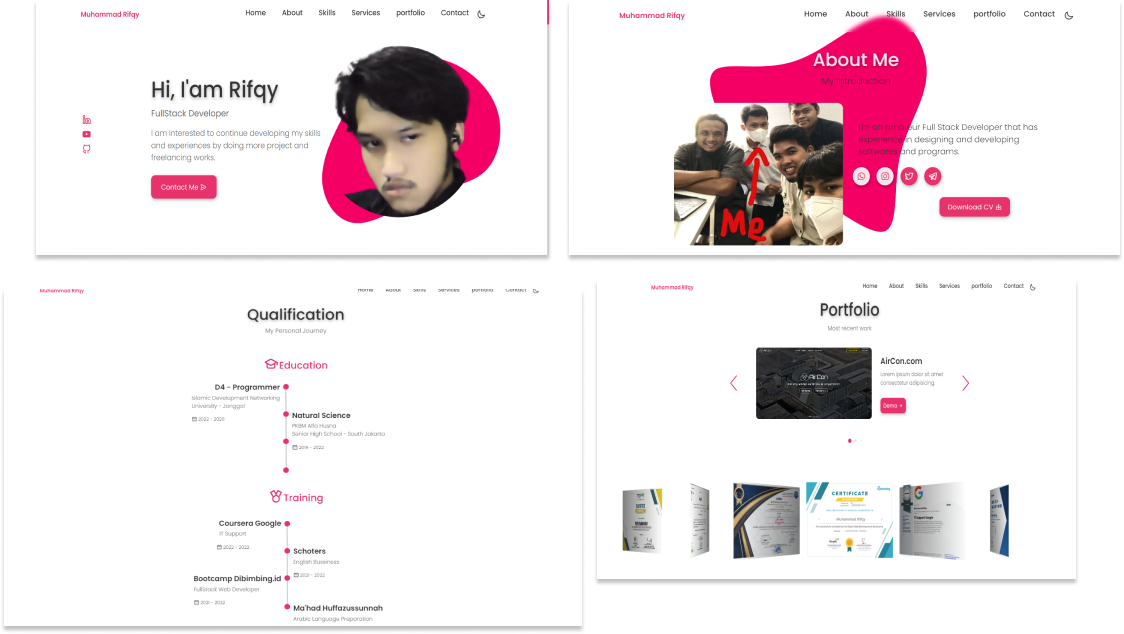 Muhammad Rifqy
Home About Skills Services portfolio Contact
Hi, I'am Rifqy
FullStack Developer
I am interested to continue developing my skills
and experiences by doing more project and
freelancing works.
Contact Me
Muhammad Rifqy
Home About Skills Services portfolio Contact
About Me
My Introduction
Full Stack Developer that has
experience in designing and developing
softwares and programs.
Me
Download CV
Muhammad Rifqy
Home About Skills Services portfolio Contact
Qualification
My Personal Journey
Education
D4 - Programmer
Islamic Development Networking
University - Jonggol
2022 - 2026
Natural Science
PKBM Alfa Husna
Senior High School - South Jakarta
2019 - 2022
Training
Coursera Google
IT Support
2022 - 2022
Schoters
English Bussiness
2021 - 2022
Bootcamp Dibimbing.id
FullStack Web Developer
2021 - 2022
Ma'had Huffazussunnah
Arabic Language Preparation
Muhammad Rifqy
Home About Skills Services portfolio Contact
Portfolio
Most recent work
AirCon
AirCon.com
Lorem ipsum dolor sit amet
consectetur adipiscing.
Demo
CERTIFICATE
Muhammad Rifqy